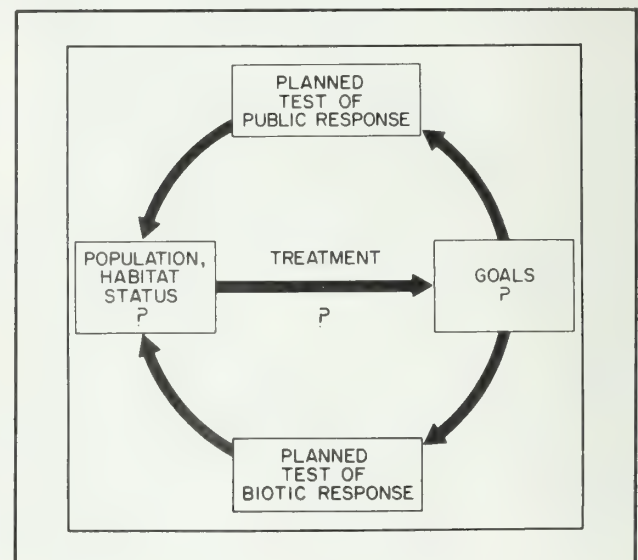 PLANNED
TEST OF
PUBLIC RESPONSE
POPULATION,
HABITAT
STATUS
?
TREATMENT
?
GOALS
?
PLANNED
TEST OF
BIOTIC RESPONSE